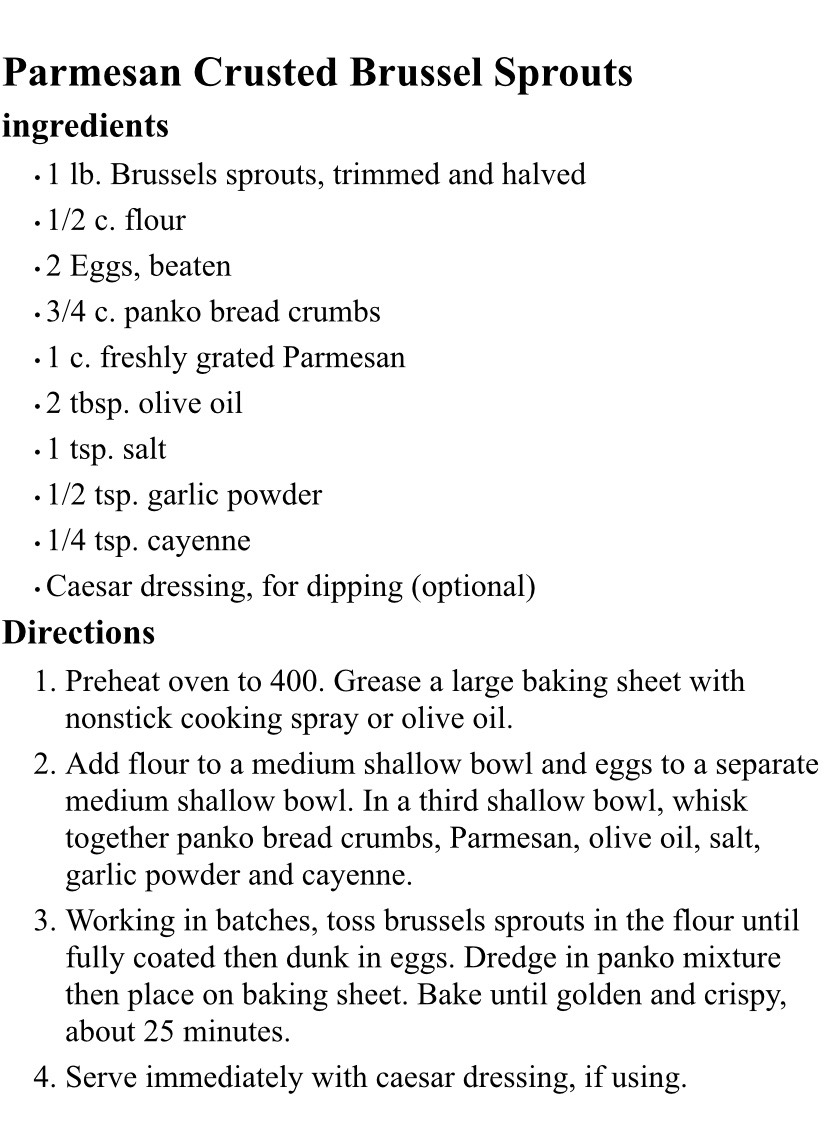 Parmesan Crusted Brussel Sprouts
ingredients
• 1 lb. Brussels sprouts, trimmed and halved
• 1/2 c. flour
• 2 Eggs, beaten
• 3/4 c. panko bread crumbs
• 1 c. freshly grated Parmesan
• 2 tbsp. olive oil
• 1 tsp. salt
• 1/2 tsp. garlic powder
• 1/4 tsp. cayenne
• Caesar dressing, for dipping (optional)
Directions
1. Preheat oven to 400. Grease a large baking sheet with
nonstick cooking spray or olive oil.
2. Add flour to a medium shallow bowl and eggs to a separate
medium shallow bowl. In a third shallow bowl, whisk
together panko bread crumbs, Parmesan, olive oil, salt,
garlic powder and cayenne.
3. Working in batches, toss brussels sprouts in the flour until
fully coated then dunk in eggs. Dredge in panko mixture
then place on baking sheet. Bake until golden and crispy,
about 25 minutes.
4. Serve immediately with caesar dressing, if using.